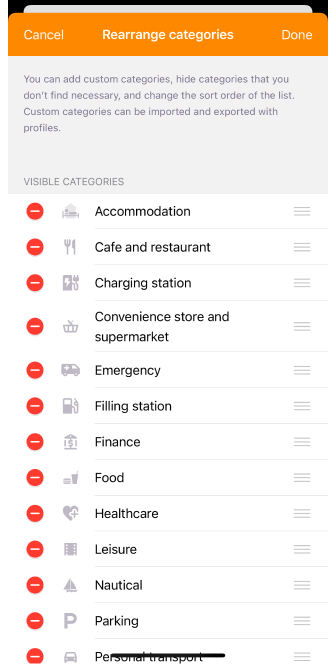 Cancel
Rearrange categories
Done
You can add custom categories, hide categories that you
don't find necessary, and change the sort order of the list.
Custom categories can be imported and exported with
profiles.
VISIBLE CATEGORIES
Accommodation
Cafe and restaurant
Charging station
Convenience store and
supermarket
Emergency
Filling station
Finance
Food
Healthcare
Leisure
Nautical
Parking
Personal transport